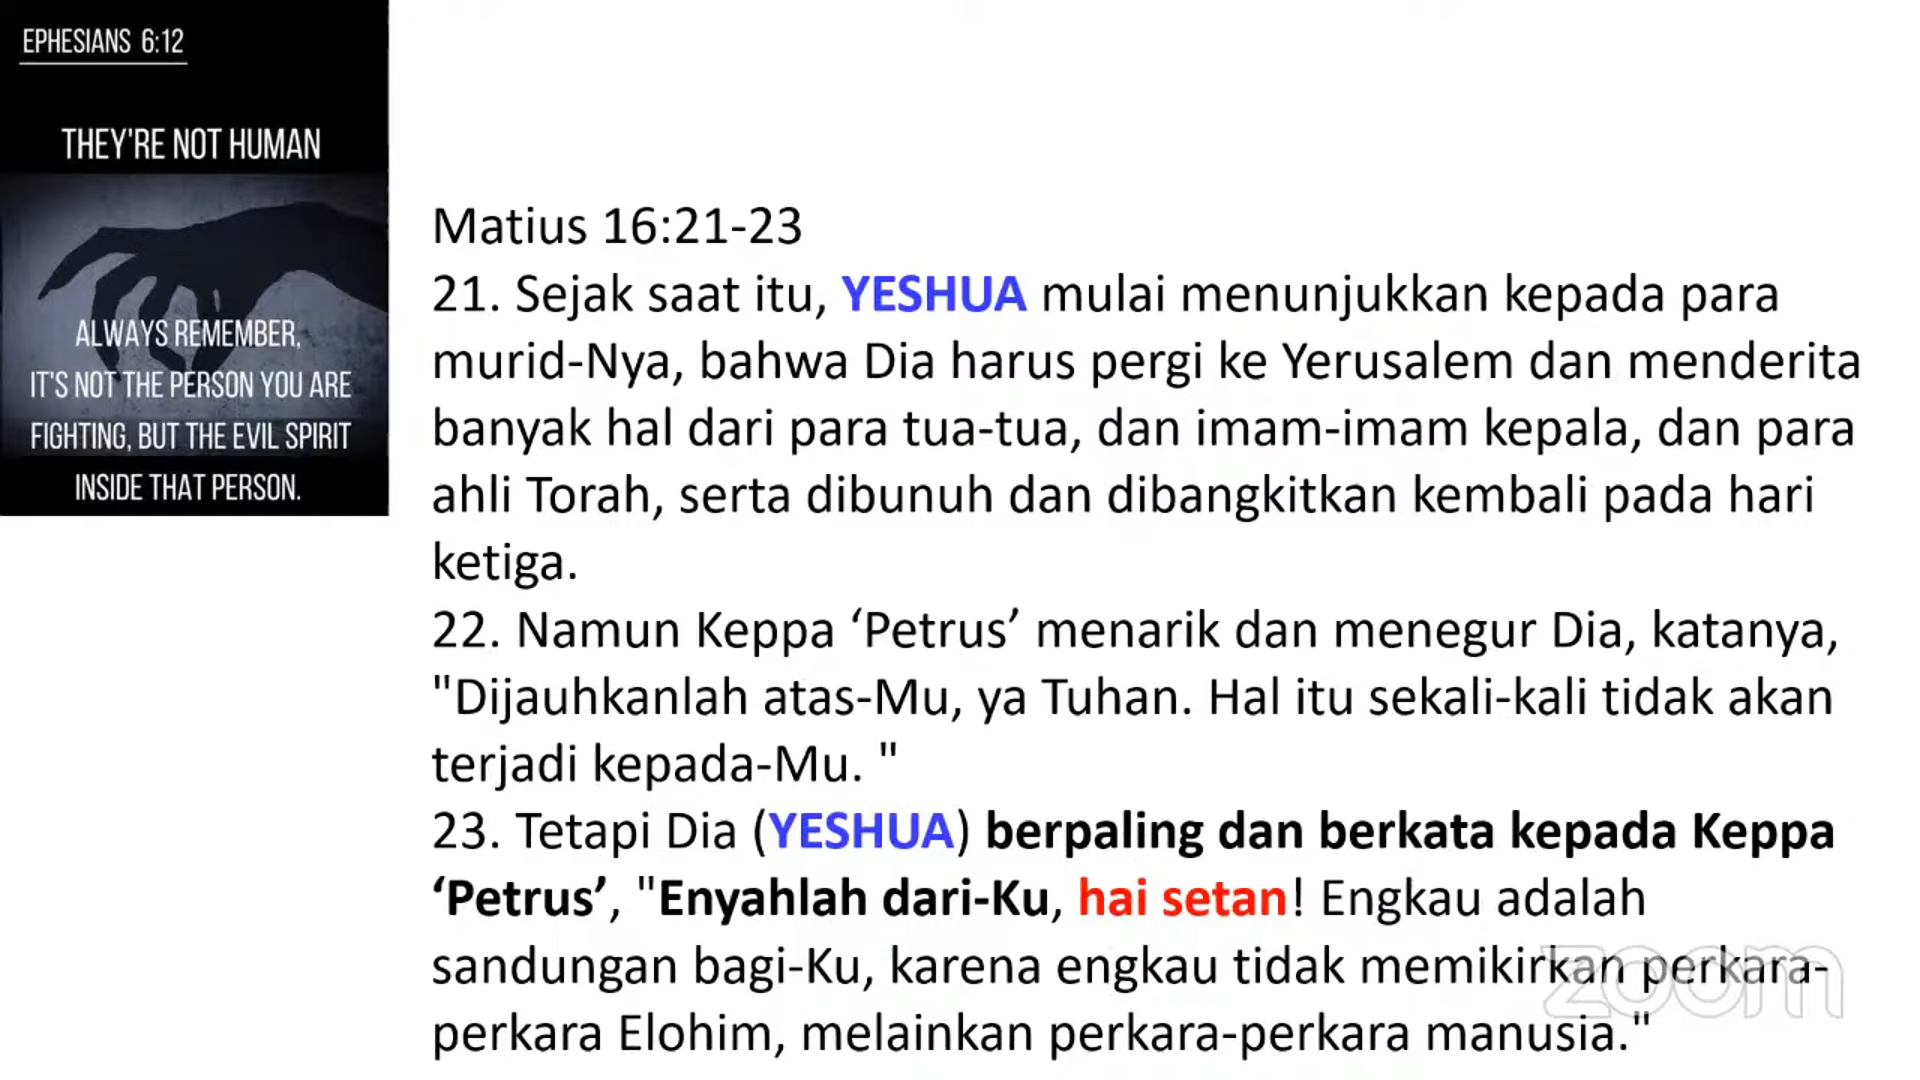 EPHESIANS 6:12
THEY'RE NOT HUMAN
ALWAYS REMEMBER,
IT'S NOT THE PERSON YOU ARE
FIGHTING, BUT THE EVIL SPIRIT
INSIDE THAT PERSON.
Matius 16:21-23
21. Sejak saat itu, YESHUA mulai menunjukkan kepada para
murid-Nya, bahwa Dia harus pergi ke Yerusalem dan menderita
banyak hal dari para tua-tua, dan imam-imam kepala, dan para
ahli Torah, serta dibunuh dan dibangkitkan kembali pada hari
ketiga.
22. Namun Keppa ‘Petrus’ menarik dan menegur Dia, katanya,
"Dijauhkanlah atas-Mu, ya Tuhan. Hal itu sekali-kali tidak akan
terjadi kepada-Mu. "
23. Tetapi Dia (YESHUA) berpaling dan berkata kepada Keppa
‘Petrus’, "Enyahlah dari-Ku, hai setan! Engkau adalah
sandungan bagi-Ku, karena engkau tidak memikirkan perkara-
perkara Elohim, melainkan perkara-perkara manusia."
zoom